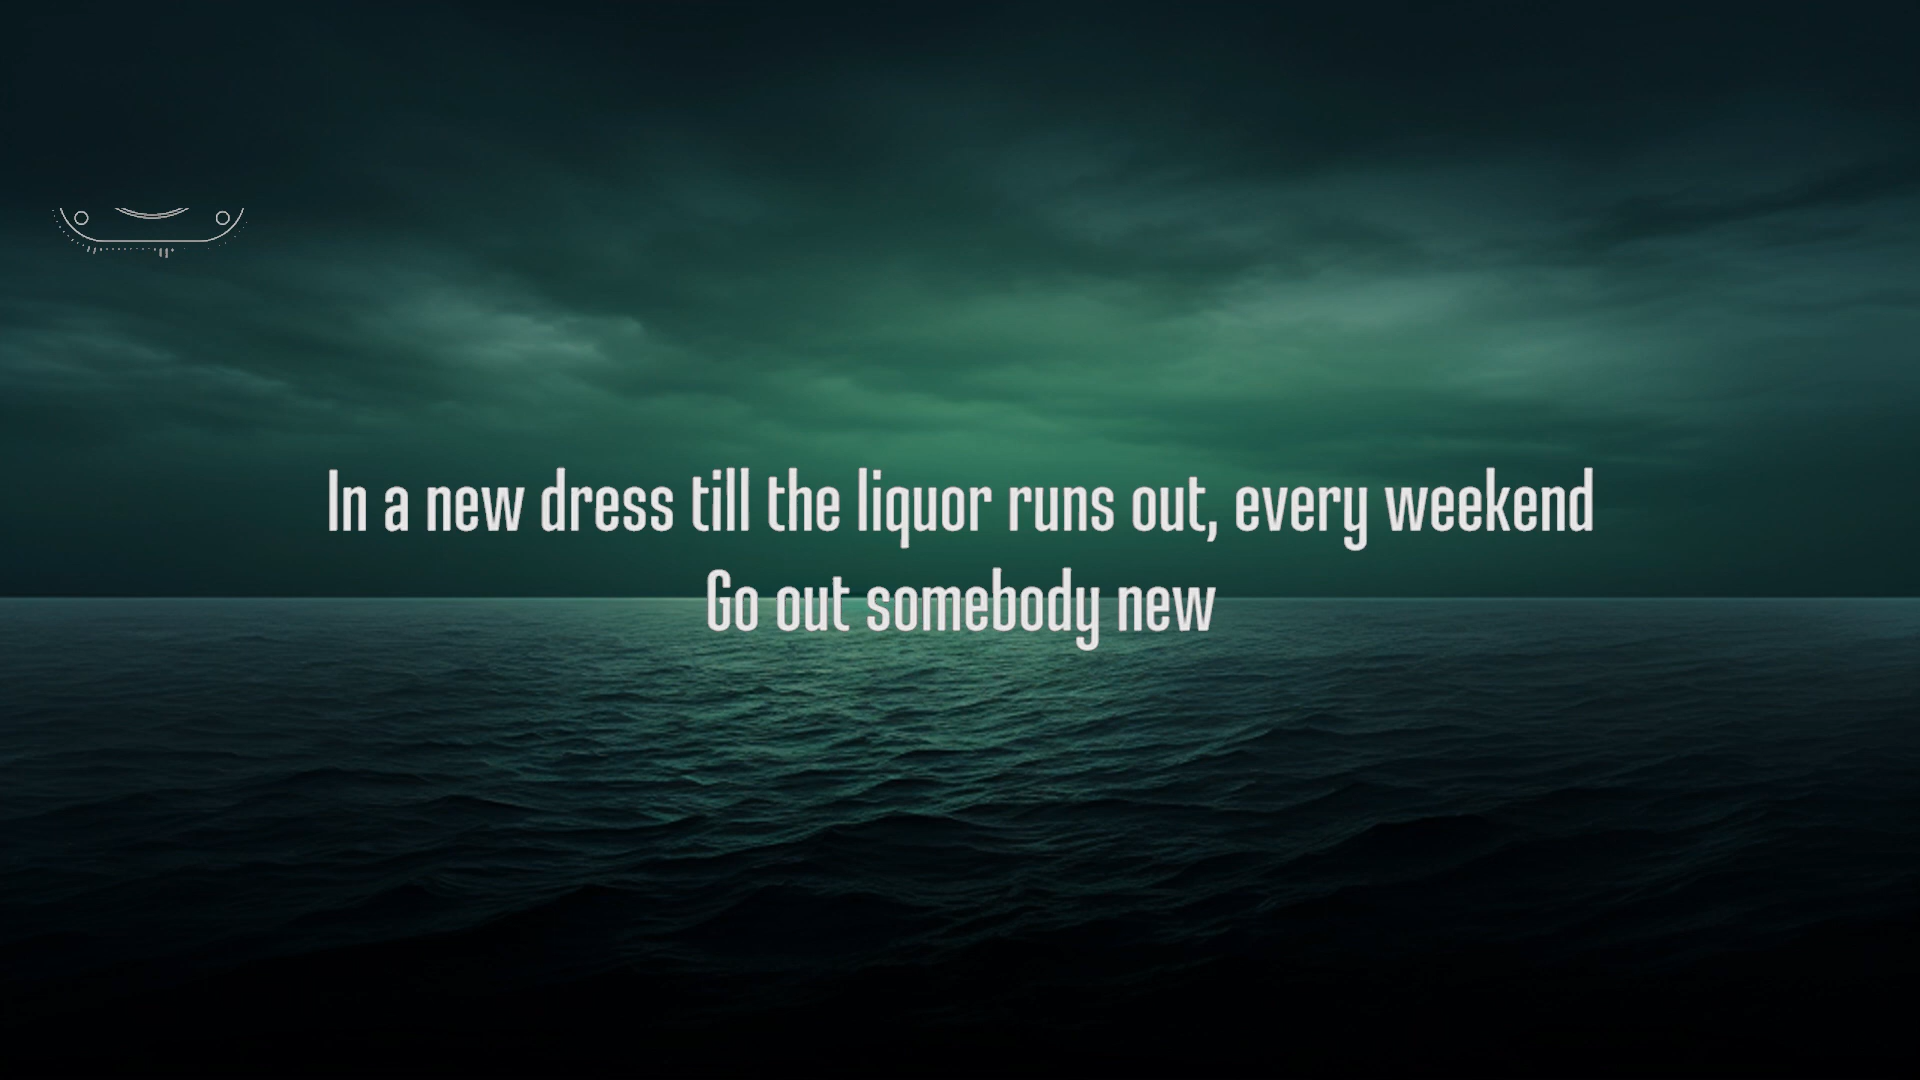 In a new dress till the liquor runs out, every weekend
Go out somebody new